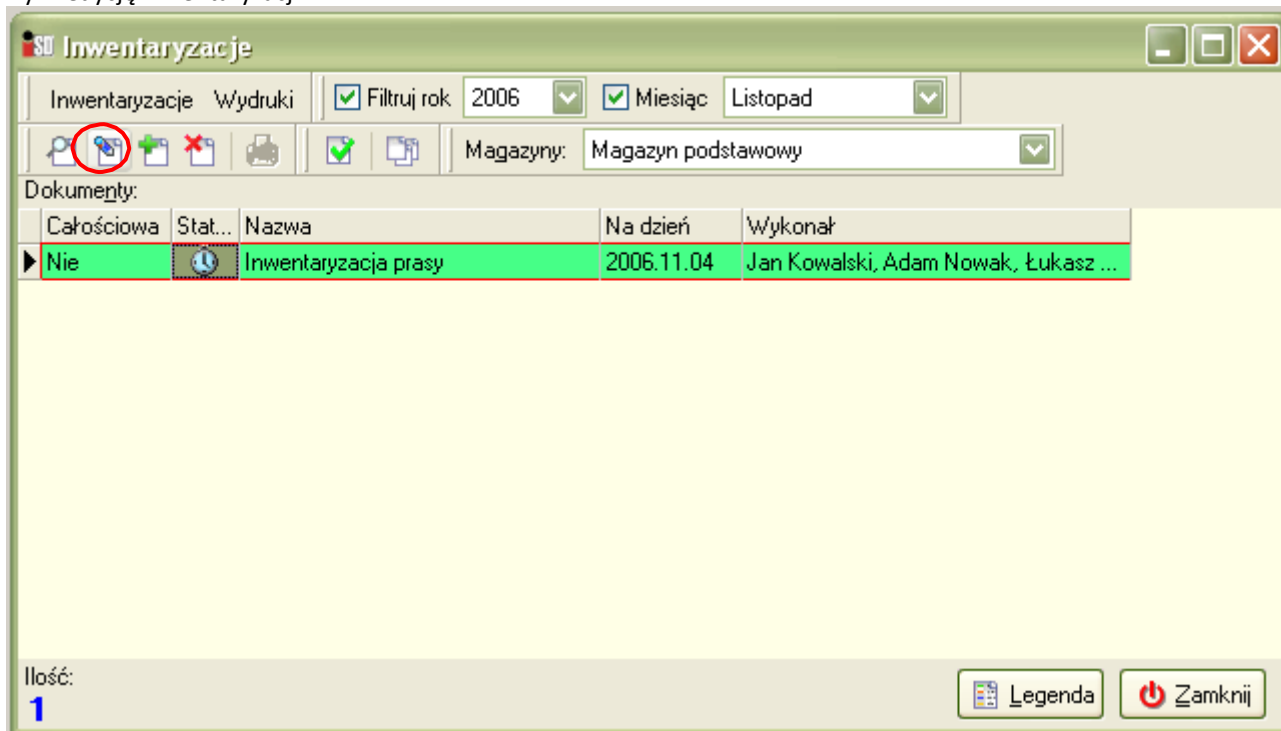 iSD Inwentaryzacje
Inwentaryzacje Wydruki Filtruj rok 2006 Miesiąc Listopad
Magazyny: Magazyn podstawowy
Dokumenty:
Całościowa Stat... Nazwa Na dzień Wykonał
Nie Inwentaryzacja prasy 2006.11.04 Jan Kowalski, Adam Nowak, Łukasz ...
Ilość:
1
Legenda Zamknij